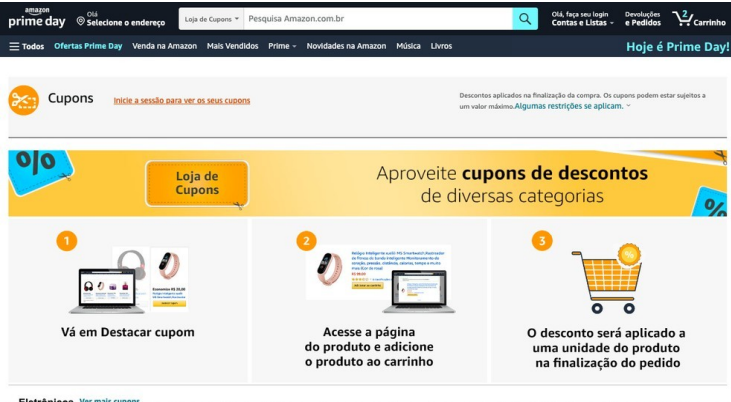 amazon
prime day
Olá
Selecione o endereço
Loja de Cupons
Pesquisa Amazon.com.br
Olá, faça seu login
Contas e Listas
Devoluções
e Pedidos
2
Carrinho
Todos Ofertas Prime Day Venda na Amazon Mais Vendidos Prime Novidades na Amazon Música Livros
Hoje é Prime Day!
Cupons
Inicie a sessão para ver os seus cupons
Descontos aplicados na finalização da compra. Os cupons podem estar sujeitos a
um valor máximo.Algumas restrições se aplicam.
%
Loja de
Cupons
Aproveite cupons de descontos
de diversas categorias
%
1
Vá em Destacar cupom
2
Acesse a página
do produto e adicione
o produto ao carrinho
3
O desconto será aplicado a
uma unidade do produto
na finalização do pedido
Eletrônicos Ver mais cupons